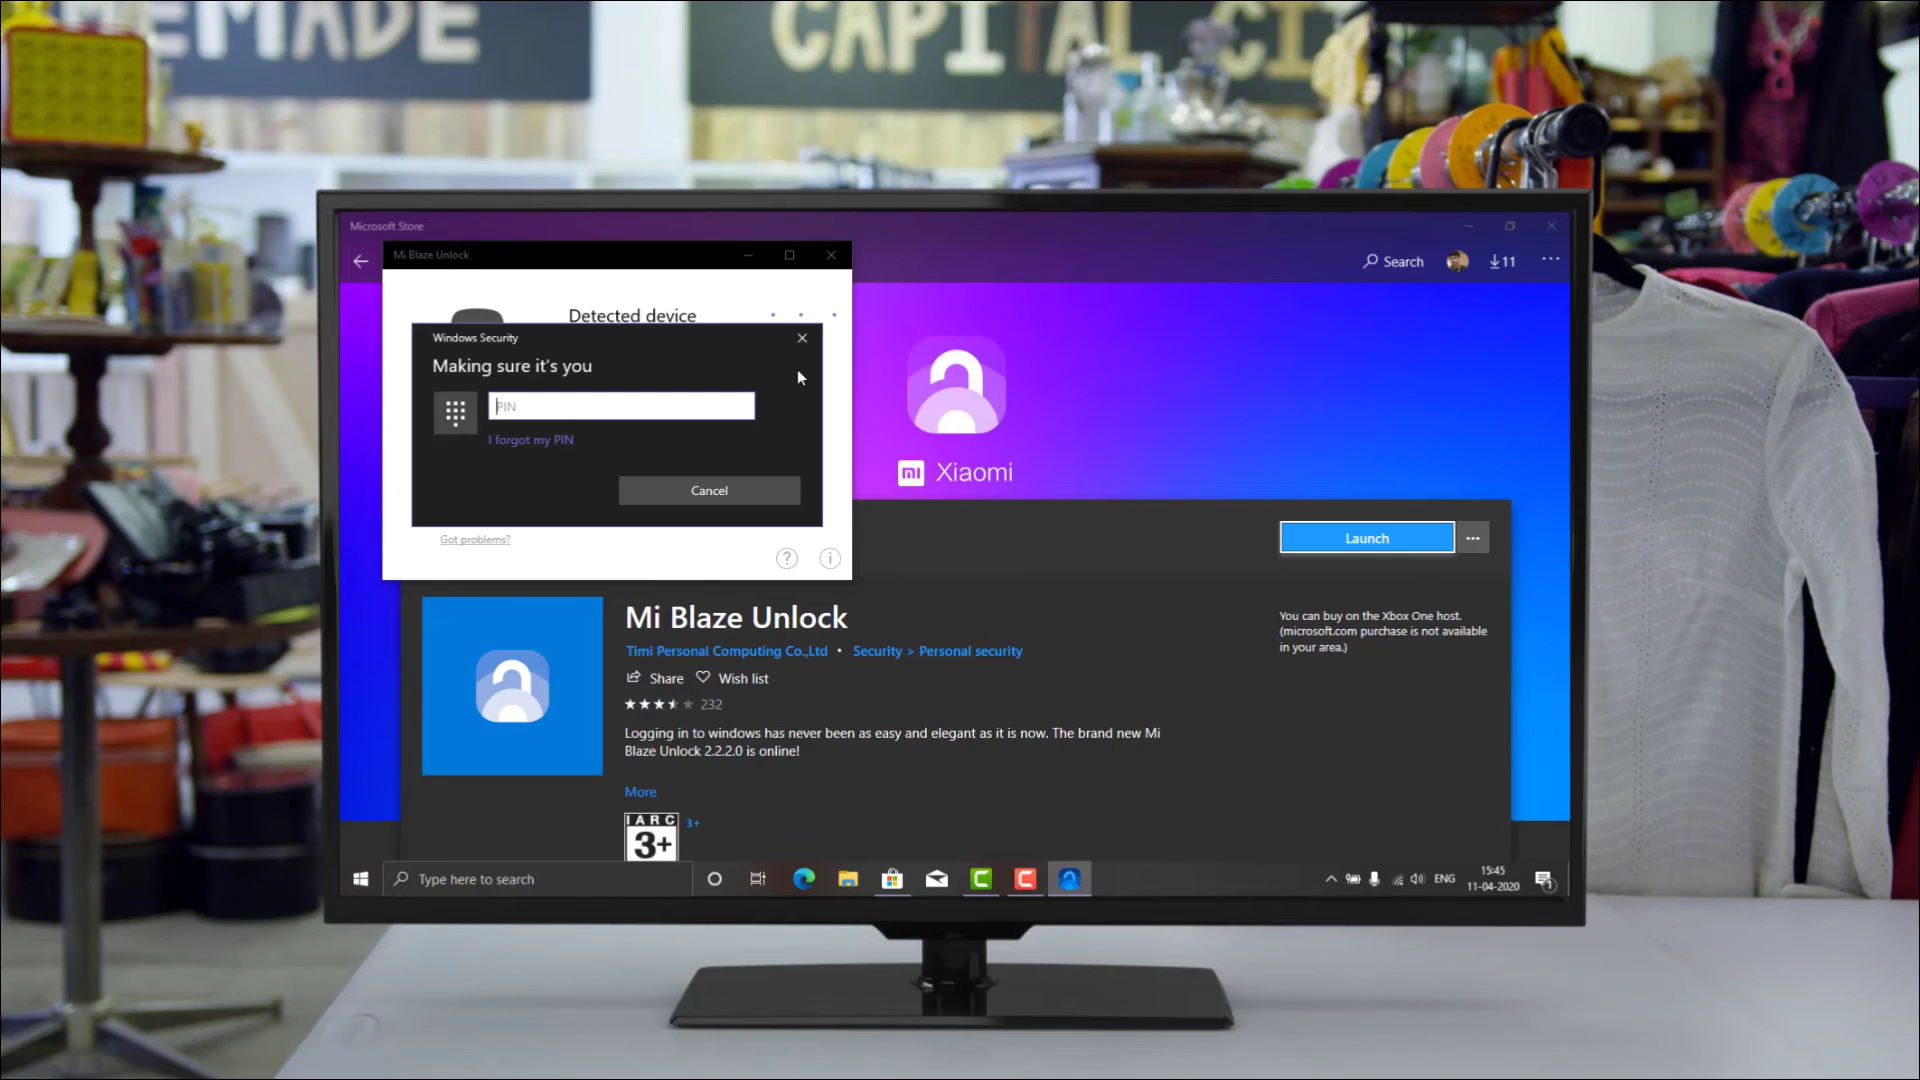 EMADE
CAPITAL CI
Microsoft Store
Mi Blaze Unlock
Search
11
Detected device
Windows Security
Making sure it's you
PIN
I forgot my PIN
Cancel
Got problems?
mi Xiaomi
Launch
Mi Blaze Unlock
Timi Personal Computing Co.,Ltd • Security > Personal security
Share Wish list
232
Logging in to windows has never been as easy and elegant as it is now. The brand new Mi
Blaze Unlock 2.2.2.0 is online!
More
You can buy on the Xbox One host.
(microsoft.com purchase is not available
in your area.)
IARC
3+
3+
Type here to search
ENG
15:45
11-04-2020
1